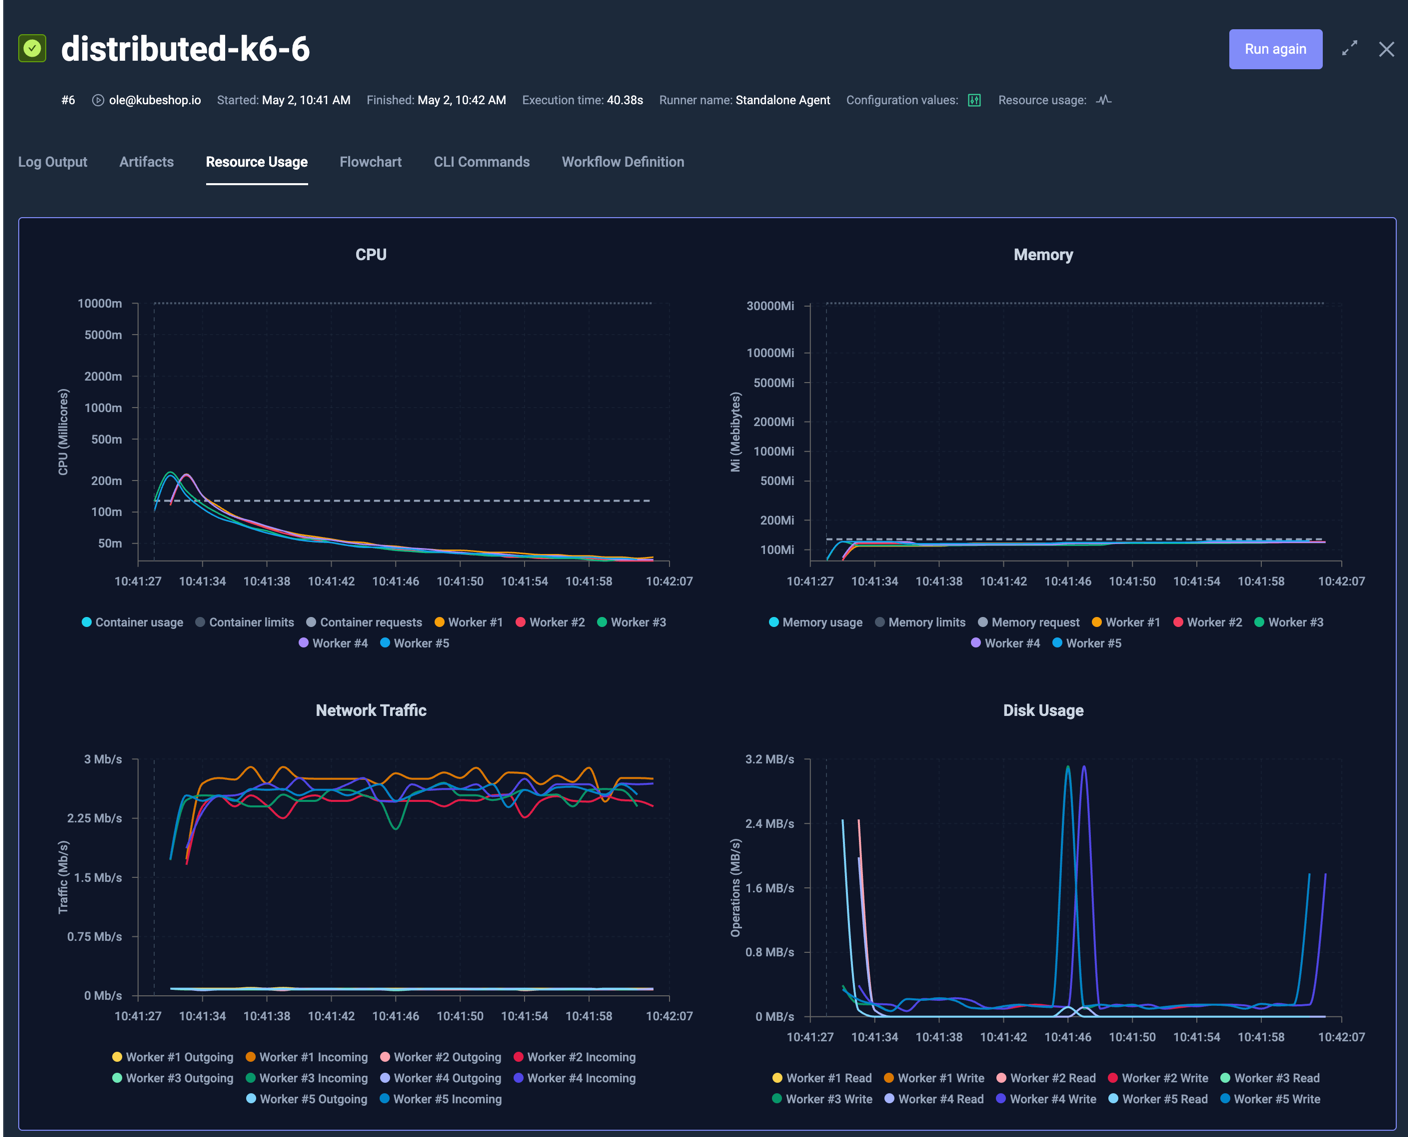 distributed-k6-6
Run again
#6 ole@kubeshop.io Started: May 2, 10:41 AM Finished: May 2, 10:42 AM Execution time: 40.38s Runner name: Standalone Agent Configuration values: Resource usage:
Log Output Artifacts Resource Usage Flowchart CLI Commands Workflow Definition
CPU
CPU (Millicores)
10000m
5000m
2000m
1000m
500m
200m
100m
50m
10:41:27 10:41:34 10:41:38 10:41:42 10:41:46 10:41:50 10:41:54 10:41:58 10:42:07
Container usage Container limits Container requests Worker #1 Worker #2 Worker #3
Worker #4 Worker #5
Memory
Mi (Mebibytes)
30000Mi
10000Mi
5000Mi
2000Mi
1000Mi
500Mi
200Mi
100Mi
10:41:27 10:41:34 10:41:38 10:41:42 10:41:46 10:41:50 10:41:54 10:41:58 10:42:07
Memory usage Memory limits Memory request Worker #1 Worker #2 Worker #3
Worker #4 Worker #5
Network Traffic
Traffic (Mb/s)
3 Mb/s
2.25 Mb/s
1.5 Mb/s
0.75 Mb/s
0 Mb/s
10:41:27 10:41:34 10:41:38 10:41:42 10:41:46 10:41:50 10:41:54 10:41:58 10:42:07
Worker #1 Outgoing Worker #1 Incoming Worker #2 Outgoing Worker #2 Incoming
Worker #3 Outgoing Worker #3 Incoming Worker #4 Outgoing Worker #4 Incoming
Worker #5 Outgoing Worker #5 Incoming
Disk Usage
Operations (MB/s)
3.2 MB/s
2.4 MB/s
1.6 MB/s
0.8 MB/s
0 MB/s
10:41:27 10:41:34 10:41:38 10:41:42 10:41:46 10:41:50 10:41:54 10:41:58 10:42:07
Worker #1 Read Worker #1 Write Worker #2 Read Worker #2 Write Worker #3 Read
Worker #3 Write Worker #4 Read Worker #4 Write Worker #5 Read Worker #5 Write